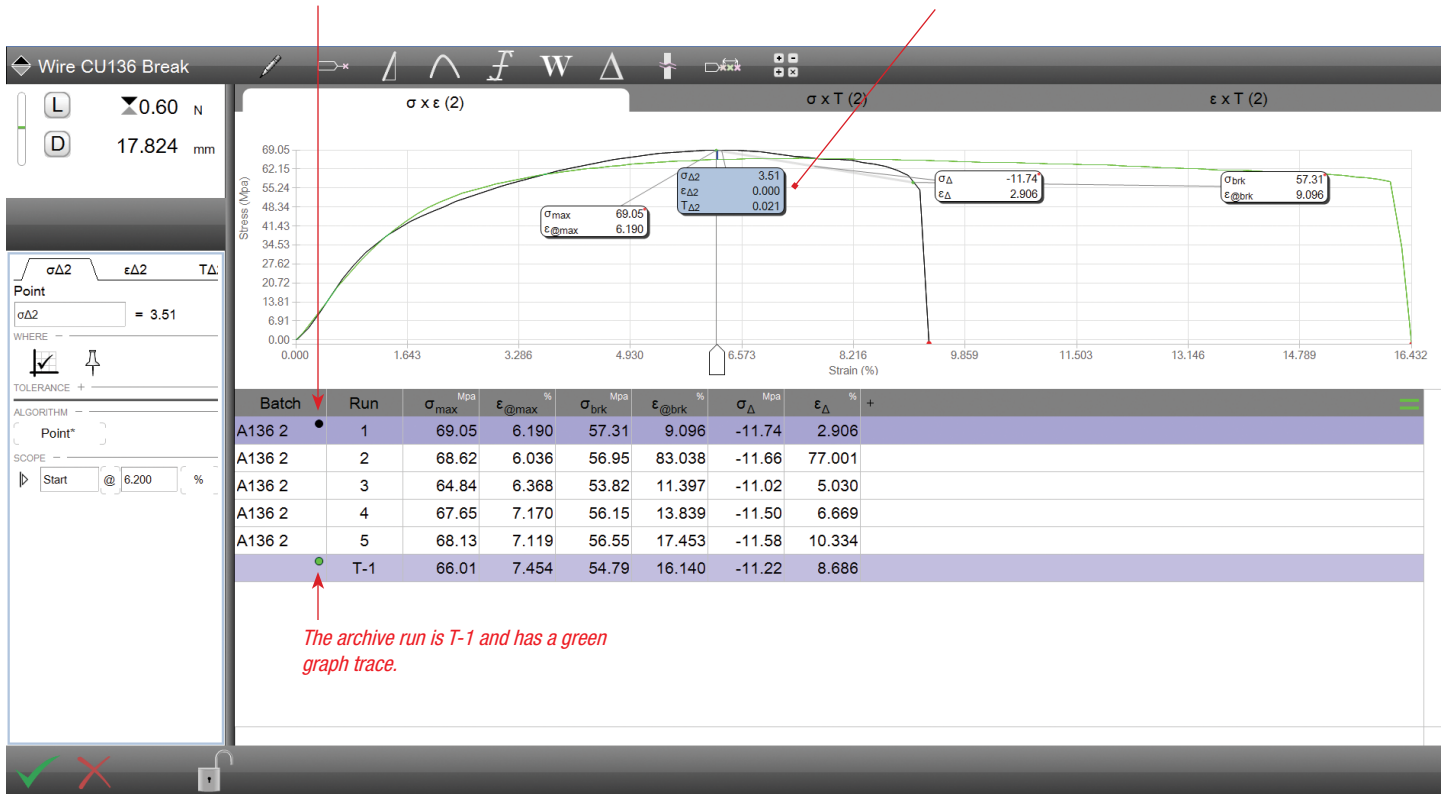 Wire CU136 Break
L 0.60 N
D 17.824 mm
σ x ε (2) σ x T (2) ε x T (2)
σΔ2 εΔ2 TΔ
Point
σΔ2 = 3.51
WHERE
TOLERANCE +
ALGORITHM
Point*
SCOPE
Start @ 6.200 %
Stress (Mpa)
69.05
62.15
55.24
48.34
41.43
34.53
27.62
20.72
13.81
6.91
0.00
0.000 1.643 3.286 4.930 6.573 8.216 9.859 11.503 13.146 14.789 16.432
Strain (%)
σmax 69.05
ε@max 6.190
σΔ2 3.51
εΔ2 0.000
TΔ2 0.021
σΔ -11.74
εΔ 2.906
σbrk 57.31
ε@brk 9.096
Batch Run σmax Mpa ε@max % σbrk Mpa ε@brk % σΔ Mpa εΔ % +
A136 2 1 69.05 6.190 57.31 9.096 -11.74 2.906
A136 2 2 68.62 6.036 56.95 83.038 -11.66 77.001
A136 2 3 64.84 6.368 53.82 11.397 -11.02 5.030
A136 2 4 67.65 7.170 56.15 13.839 -11.50 6.669
A136 2 5 68.13 7.119 56.55 17.453 -11.58 10.334
T-1 66.01 7.454 54.79 16.140 -11.22 8.686
The archive run is T-1 and has a green
graph trace.